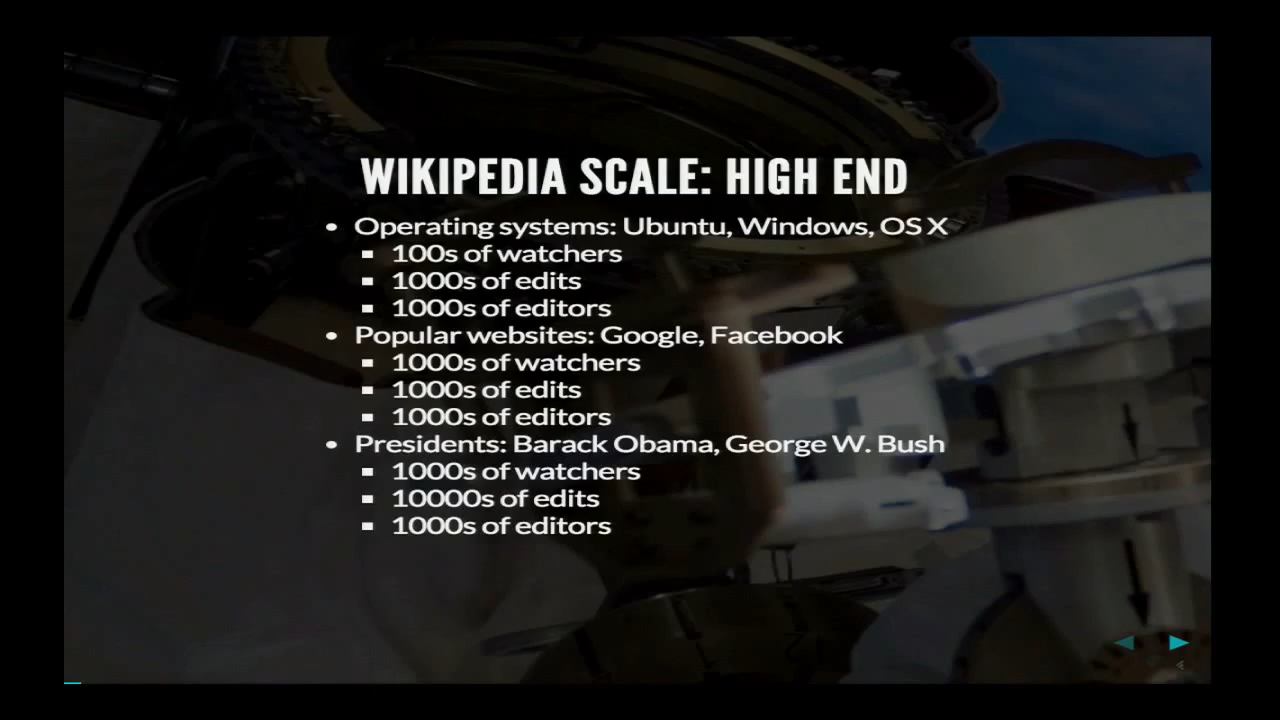 WIKIPEDIA SCALE: HIGH END
• Operating systems: Ubuntu, Windows, OS X
▪ 100s of watchers
▪ 1000s of edits
▪ 1000s of editors
• Popular websites: Google, Facebook
▪ 1000s of watchers
▪ 1000s of edits
▪ 1000s of editors
• Presidents: Barack Obama, George W. Bush
▪ 1000s of watchers
▪ 10000s of edits
▪ 1000s of editors